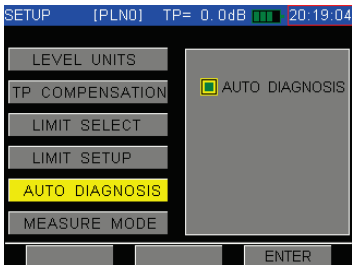 SETUP [PLN0] TP= 0.0dB 20:19:04
LEVEL UNITS
TP COMPENSATION
LIMIT SELECT
LIMIT SETUP
AUTO DIAGNOSIS
MEASURE MODE
AUTO DIAGNOSIS
ENTER